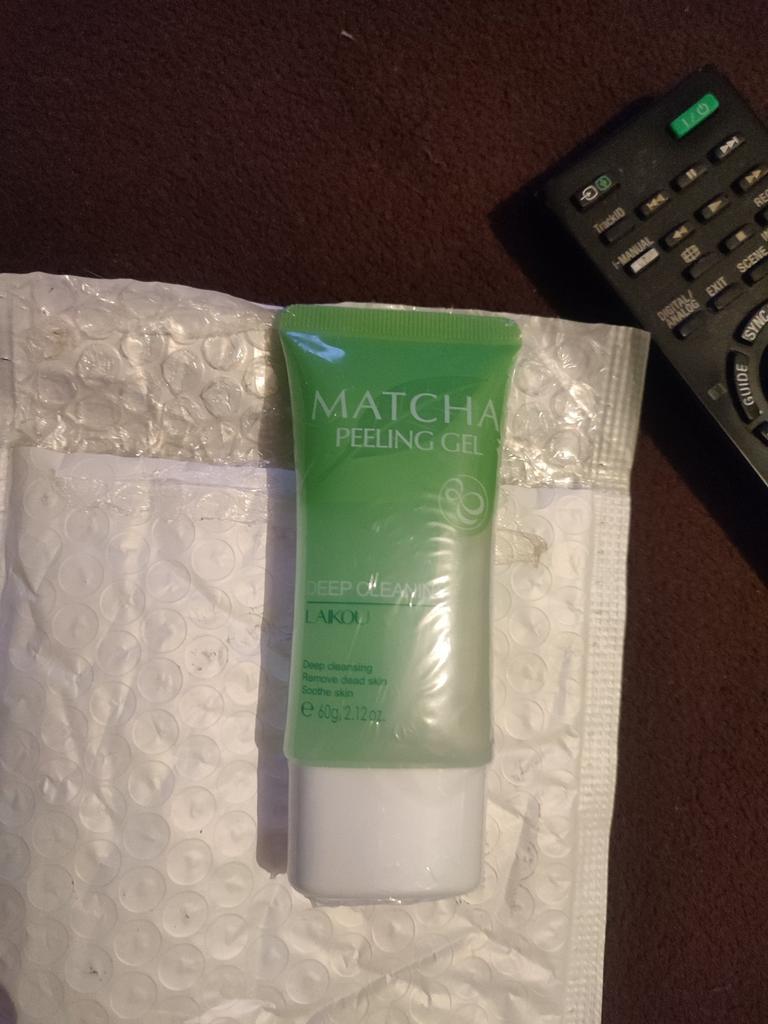 MATCHA
PEELING GEL
DEEP CLEANIN
LAIKOU
Deep cleansing
Remove dead skin
Soothe skin
e 60g, 2.12oz.
I/
TrackID
i-MANUAL
DIGITAL/
ANALOG
EXIT
SCENE
SYNC
GUIDE
REC